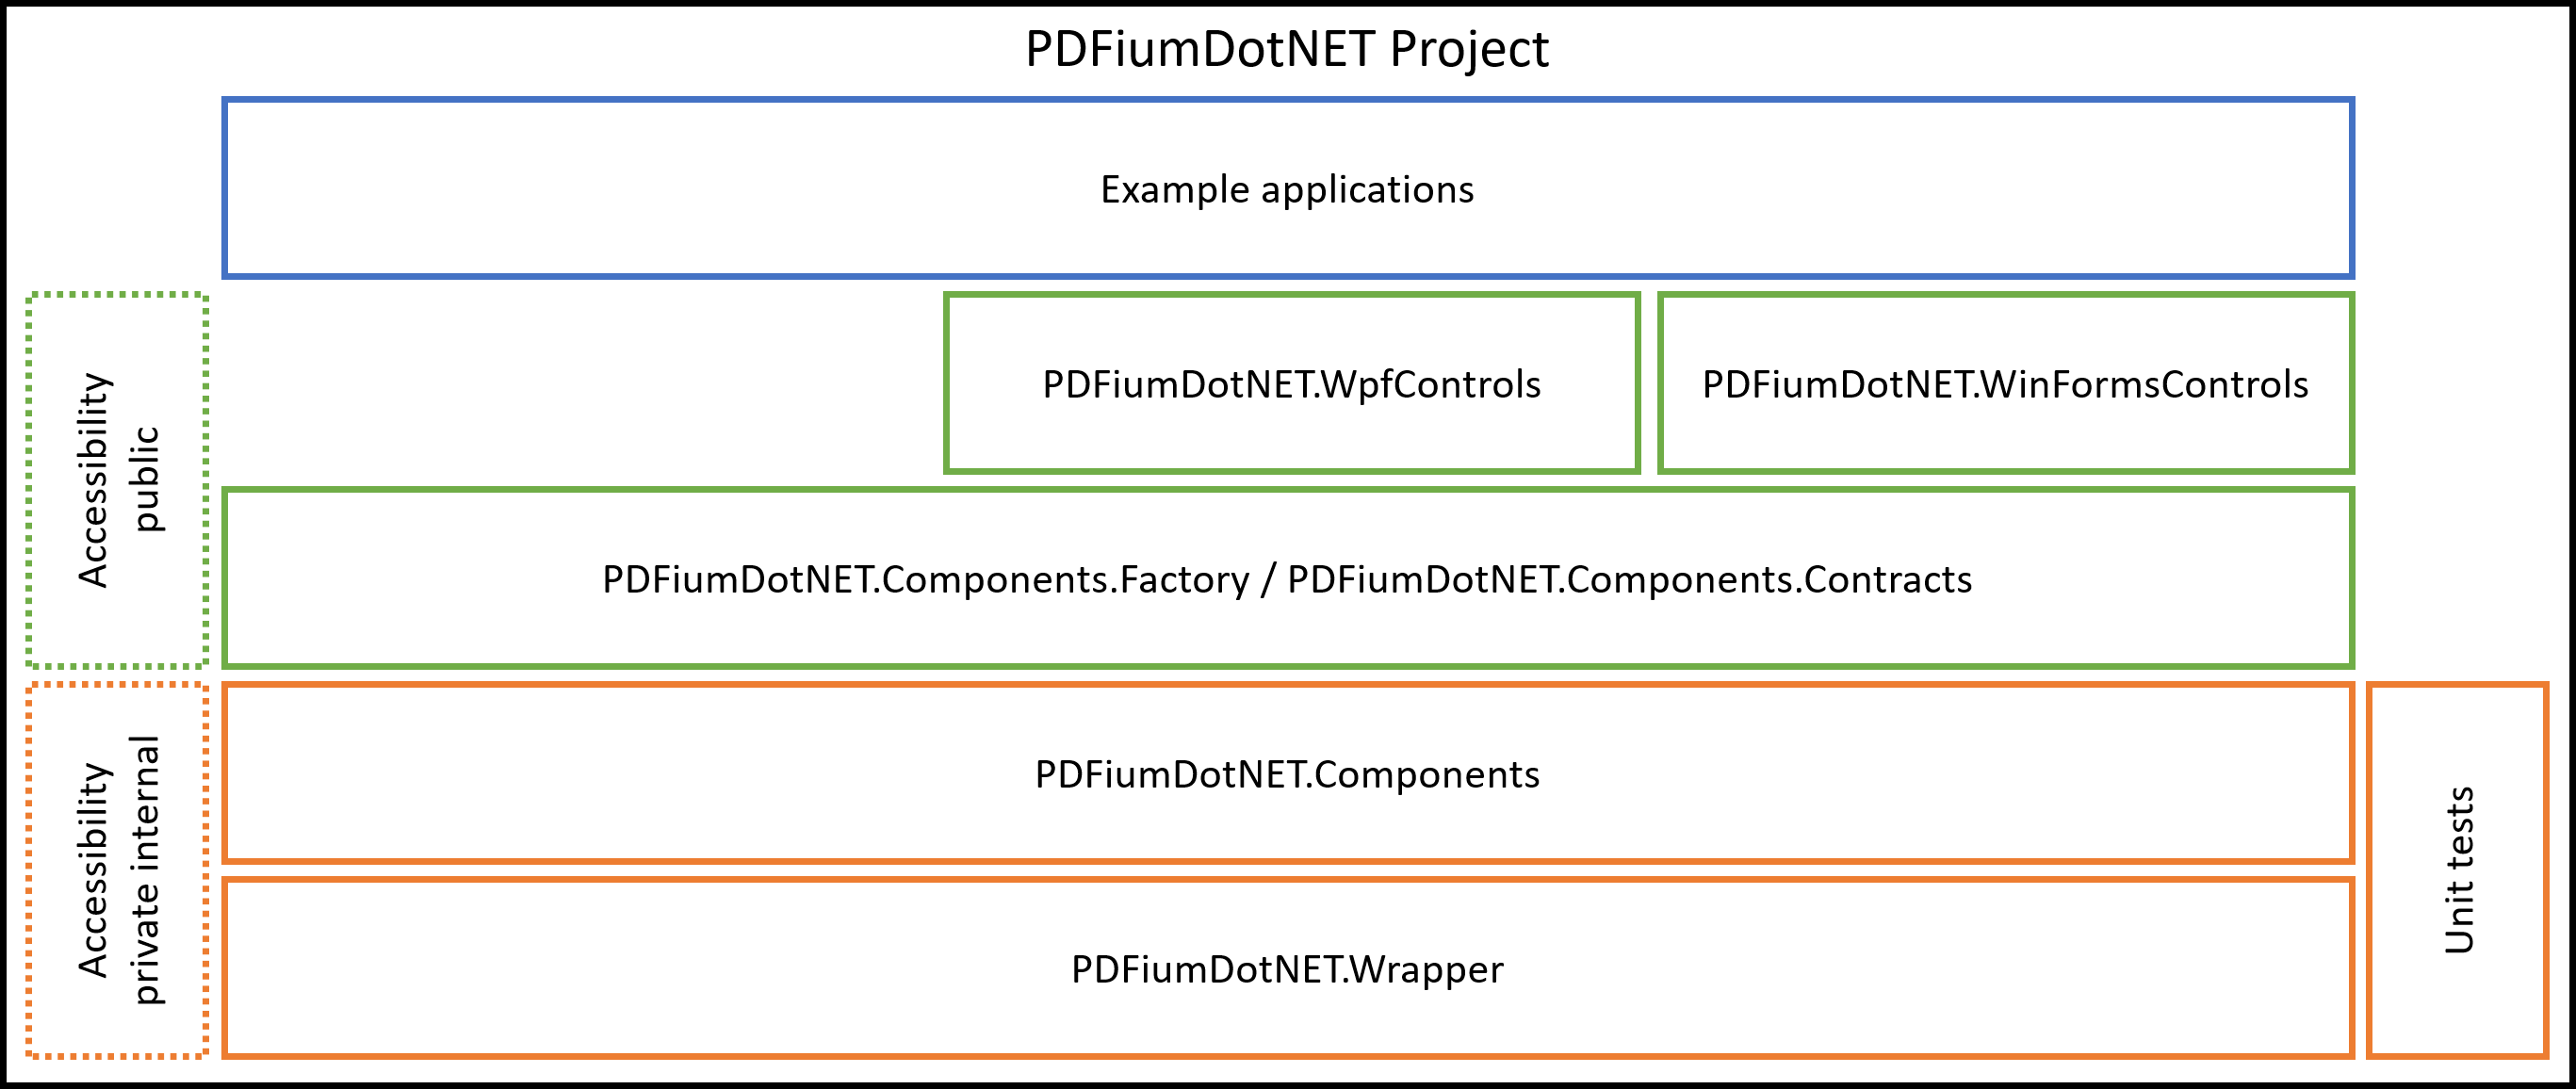 PDFiumDotNET Project
Example applications
Accessibility
public
PDFiumDotNET.WpfControls
PDFiumDotNET.WinFormsControls
PDFiumDotNET.Components.Factory / PDFiumDotNET.Components.Contracts
Accessibility
private internal
PDFiumDotNET.Components
PDFiumDotNET.Wrapper
Unit tests